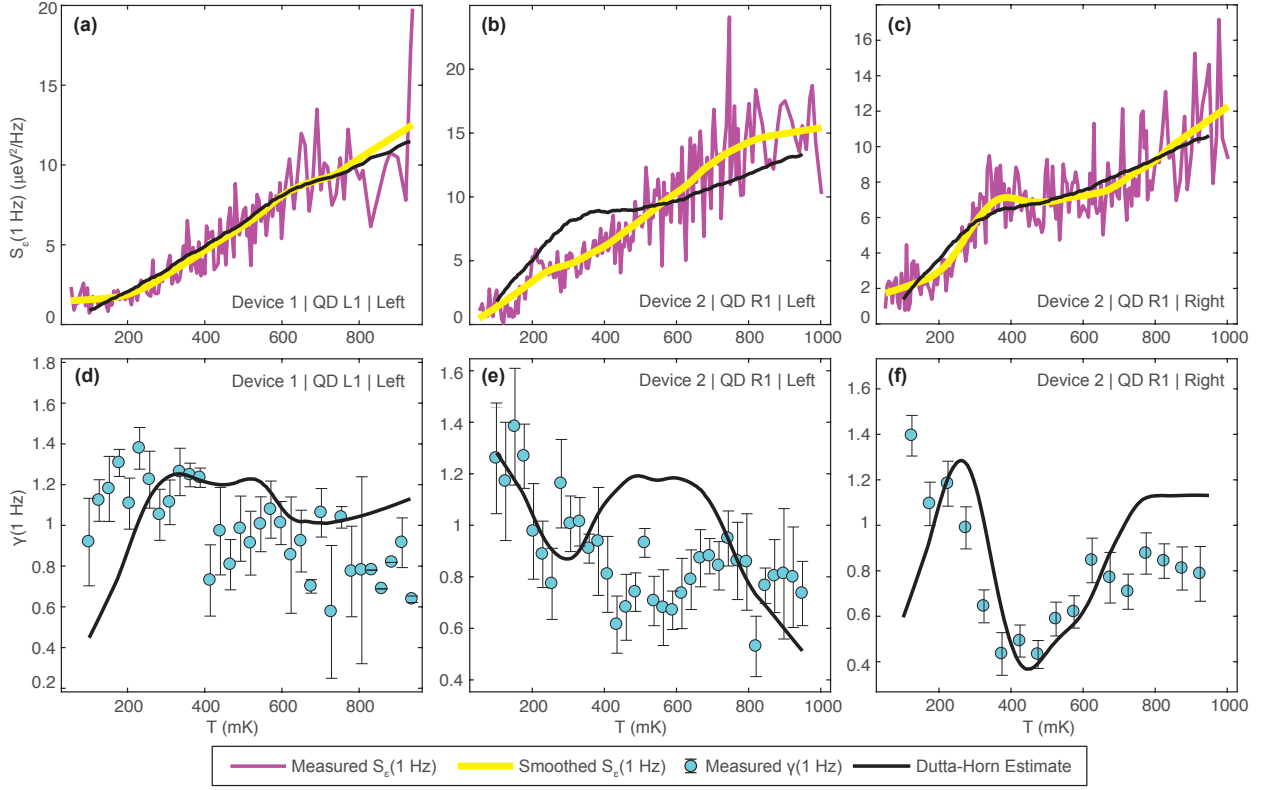 (a)
20
15
10
5
0
S_ε(1 Hz) (μeV²/Hz)
Device 1 | QD L1 | Left
200 400 600 800
(b)
20
15
10
5
0
Device 2 | QD R1 | Left
200 400 600 800 1000
(c)
16
14
12
10
8
6
4
2
0
Device 2 | QD R1 | Right
200 400 600 800 1000
(d)
Device 1 | QD L1 | Left
1.6
1.4
1.2
1
0.8
0.6
0.4
0.2
γ(1 Hz)
200 400 600 800
T (mK)
(e)
Device 2 | QD R1 | Left
1.6
1.4
1.2
1
0.8
0.6
0.4
200 400 600 800 1000
T (mK)
(f)
Device 2 | QD R1 | Right
1.6
1.4
1.2
1
0.8
0.6
0.4
200 400 600 800 1000
T (mK)
Measured S_ε(1 Hz) Smoothed S_ε(1 Hz) Measured γ(1 Hz) Dutta-Horn Estimate